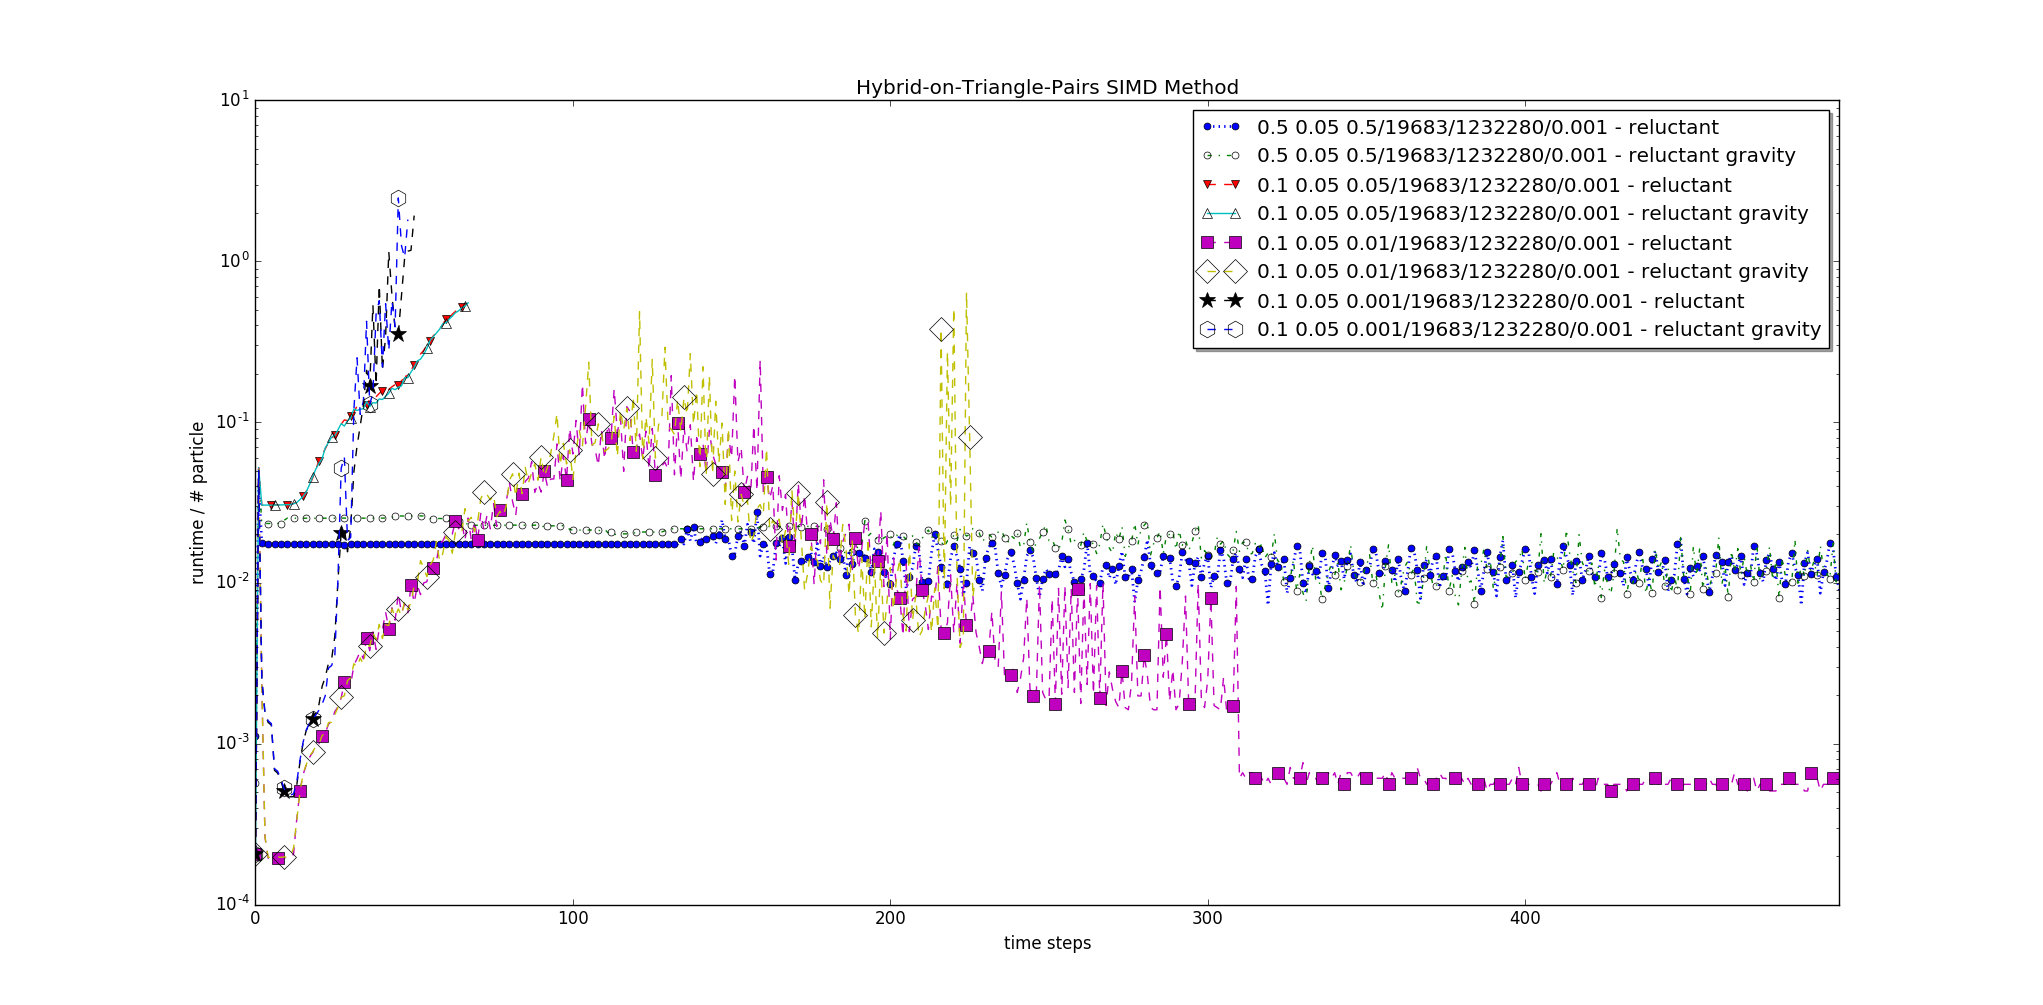 Hybrid-on-Triangle-Pairs SIMD Method
0.5 0.05 0.5/19683/1232280/0.001 - reluctant
0.5 0.05 0.5/19683/1232280/0.001 - reluctant gravity
0.1 0.05 0.05/19683/1232280/0.001 - reluctant
0.1 0.05 0.05/19683/1232280/0.001 - reluctant gravity
0.1 0.05 0.01/19683/1232280/0.001 - reluctant
0.1 0.05 0.01/19683/1232280/0.001 - reluctant gravity
0.1 0.05 0.001/19683/1232280/0.001 - reluctant
0.1 0.05 0.001/19683/1232280/0.001 - reluctant gravity
runtime / # particle
10^1
10^0
10^-1
10^-2
10^-3
10^-4
0 100 200 300 400
time steps